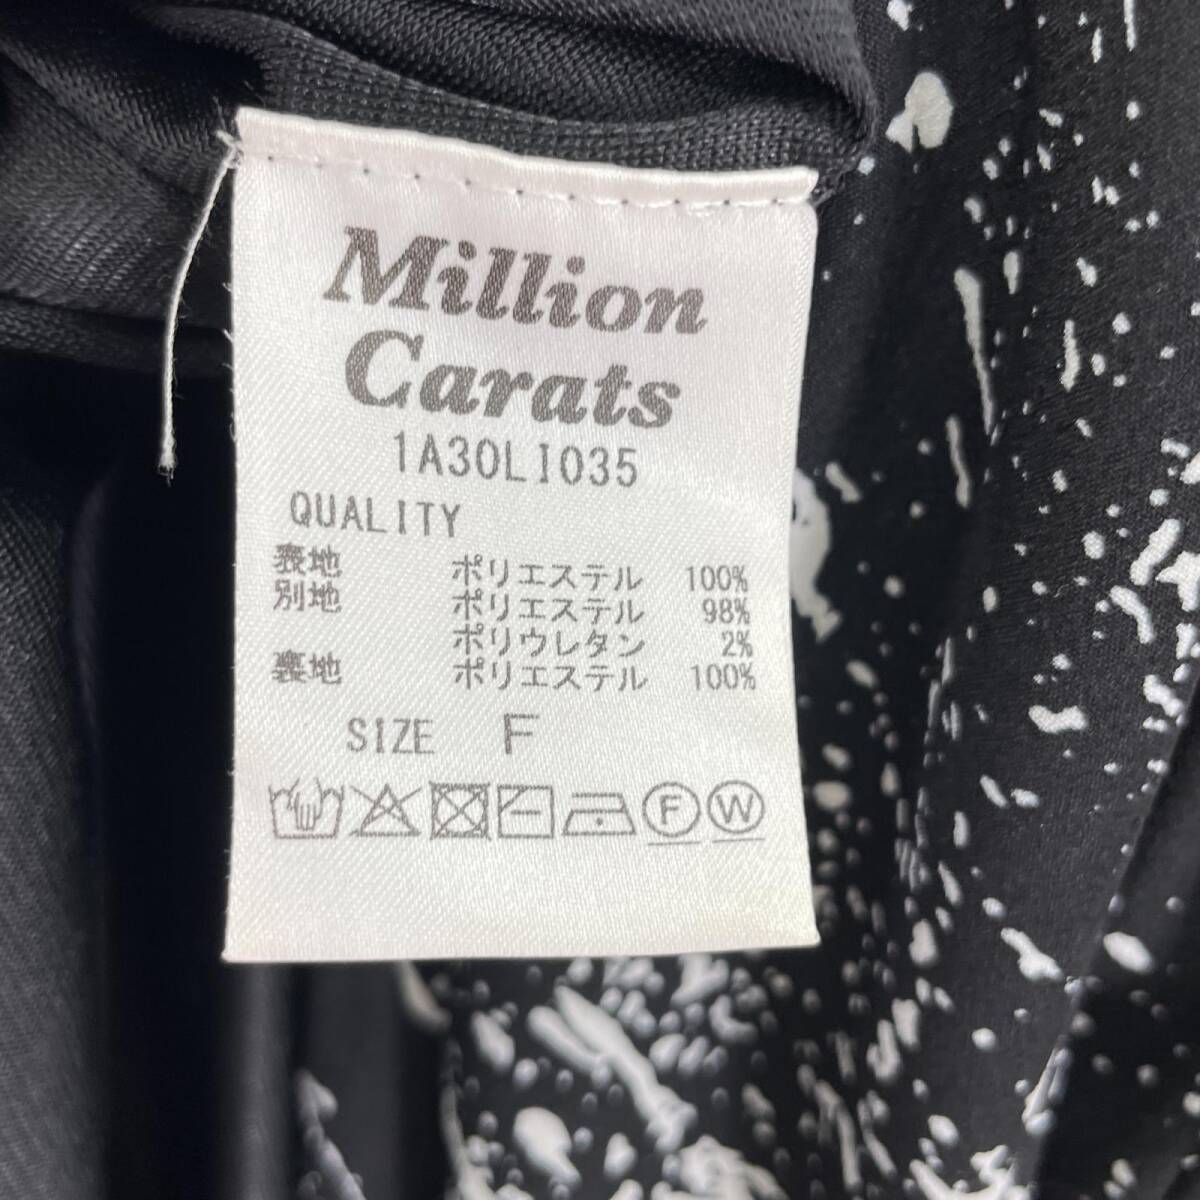 Million
Carats
1A30LI035
QUALITY
表地 ポリエステル 100%
別地 ポリエステル 98%
ポリウレタン 2%
裏地 ポリエステル 100%
SIZE F
F W